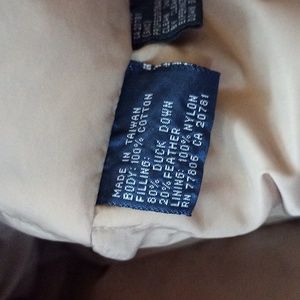 MADE IN TAIWAN
BODY: 100% COTTON
FILLING:
80% DUCK DOWN
20% FEATHER
LINING: 100% NYLON
RN 77806 CA 20781